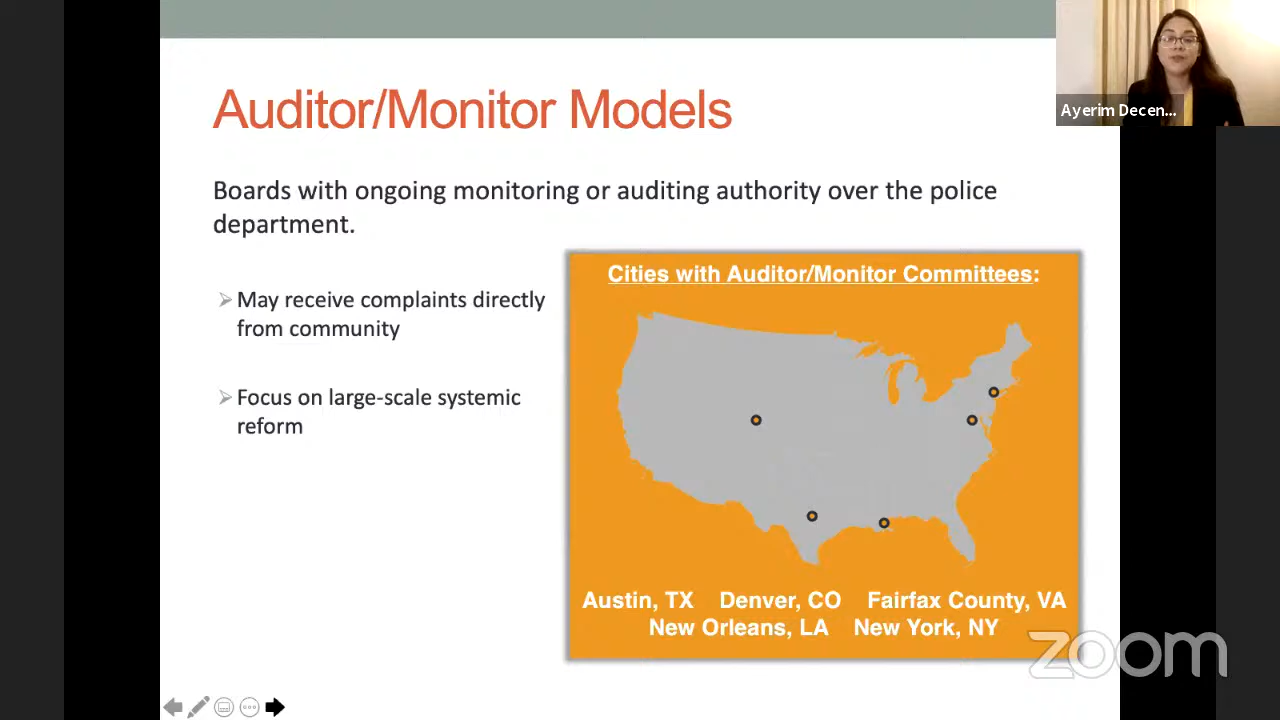 Auditor/Monitor Models
Ayerim Decen...
Boards with ongoing monitoring or auditing authority over the police
department.
Cities with Auditor/Monitor Committees:
➢ May receive complaints directly
from community
➢ Focus on large-scale systemic
reform
Austin, TX Denver, CO Fairfax County, VA
New Orleans, LA New York, NY
zoom